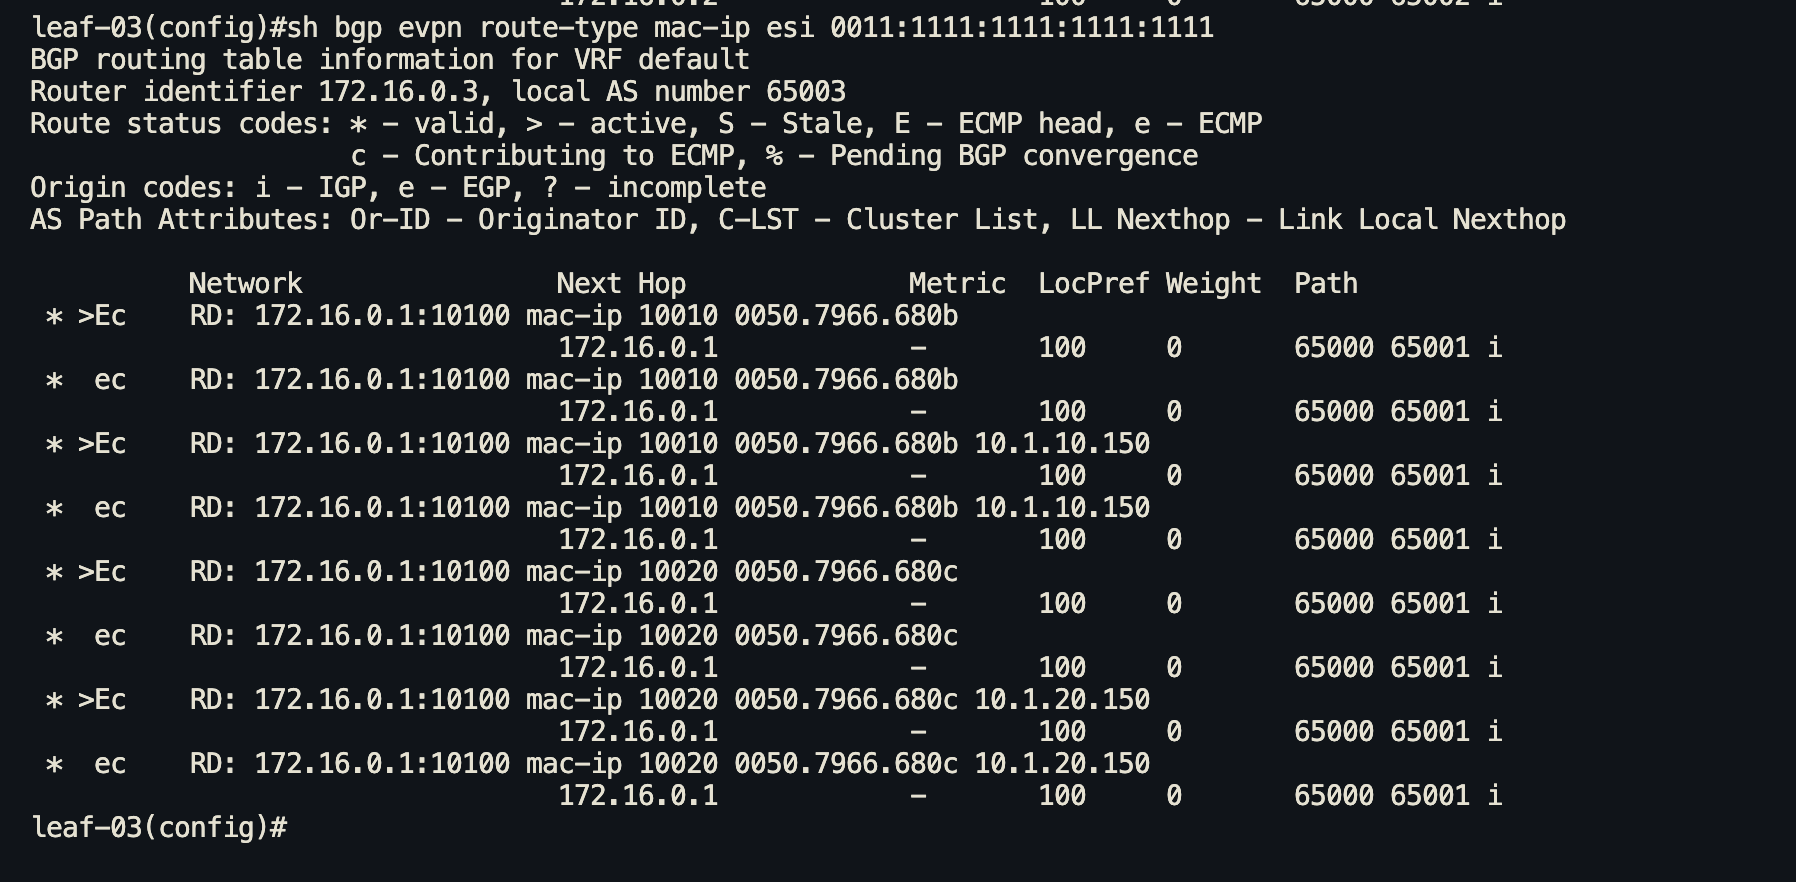 172.16.0.2 - 100 0 65000 65002 i
leaf-03(config)#sh bgp evpn route-type mac-ip esi 0011:1111:1111:1111:1111
BGP routing table information for VRF default
Router identifier 172.16.0.3, local AS number 65003
Route status codes: * - valid, > - active, S - Stale, E - ECMP head, e - ECMP
c - Contributing to ECMP, % - Pending BGP convergence
Origin codes: i - IGP, e - EGP, ? - incomplete
AS Path Attributes: Or-ID - Originator ID, C-LST - Cluster List, LL Nexthop - Link Local Nexthop
Network Next Hop Metric LocPref Weight Path
* >Ec RD: 172.16.0.1:10100 mac-ip 10010 0050.7966.680b
172.16.0.1 - 100 0 65000 65001 i
* ec RD: 172.16.0.1:10100 mac-ip 10010 0050.7966.680b
172.16.0.1 - 100 0 65000 65001 i
* >Ec RD: 172.16.0.1:10100 mac-ip 10010 0050.7966.680b 10.1.10.150
172.16.0.1 - 100 0 65000 65001 i
* ec RD: 172.16.0.1:10100 mac-ip 10010 0050.7966.680b 10.1.10.150
172.16.0.1 - 100 0 65000 65001 i
* >Ec RD: 172.16.0.1:10100 mac-ip 10020 0050.7966.680c
172.16.0.1 - 100 0 65000 65001 i
* ec RD: 172.16.0.1:10100 mac-ip 10020 0050.7966.680c
172.16.0.1 - 100 0 65000 65001 i
* >Ec RD: 172.16.0.1:10100 mac-ip 10020 0050.7966.680c 10.1.20.150
172.16.0.1 - 100 0 65000 65001 i
* ec RD: 172.16.0.1:10100 mac-ip 10020 0050.7966.680c 10.1.20.150
172.16.0.1 - 100 0 65000 65001 i
leaf-03(config)#